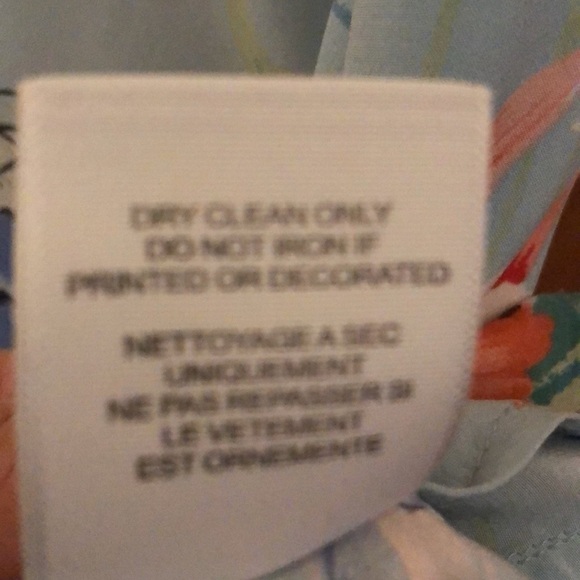 DRY CLEAN ONLY
DO NOT IRON IF
PRINTED OR DECORATED
NETTOYAGE A SEC
UNIQUEMENT
NE PAS REPASSER SI
LE VETEMENT
EST ORNEMENTE